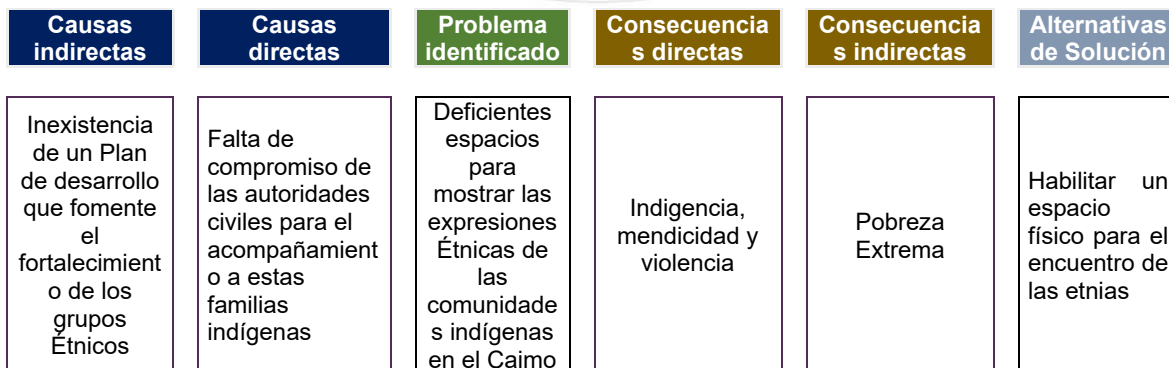 Causas
indirectas
Causas
directas
Problema
identificado
Consecuencia
s directas
Consecuencia
s indirectas
Alternativas
de Solución
Inexistencia
de un Plan
de desarrollo
que fomente
el
fortalecimient
o de los
grupos
Étnicos
Falta de
compromiso de
las autoridades
civiles para el
acompañamient
o a estas
familias
indígenas
Deficientes
espacios
para
mostrar las
expresiones
Étnicas de
las
comunidade
s indígenas
en el Caimo
Indigencia,
mendicidad y
violencia
Pobreza
Extrema
Habilitar un
espacio
físico para el
encuentro de
las etnias